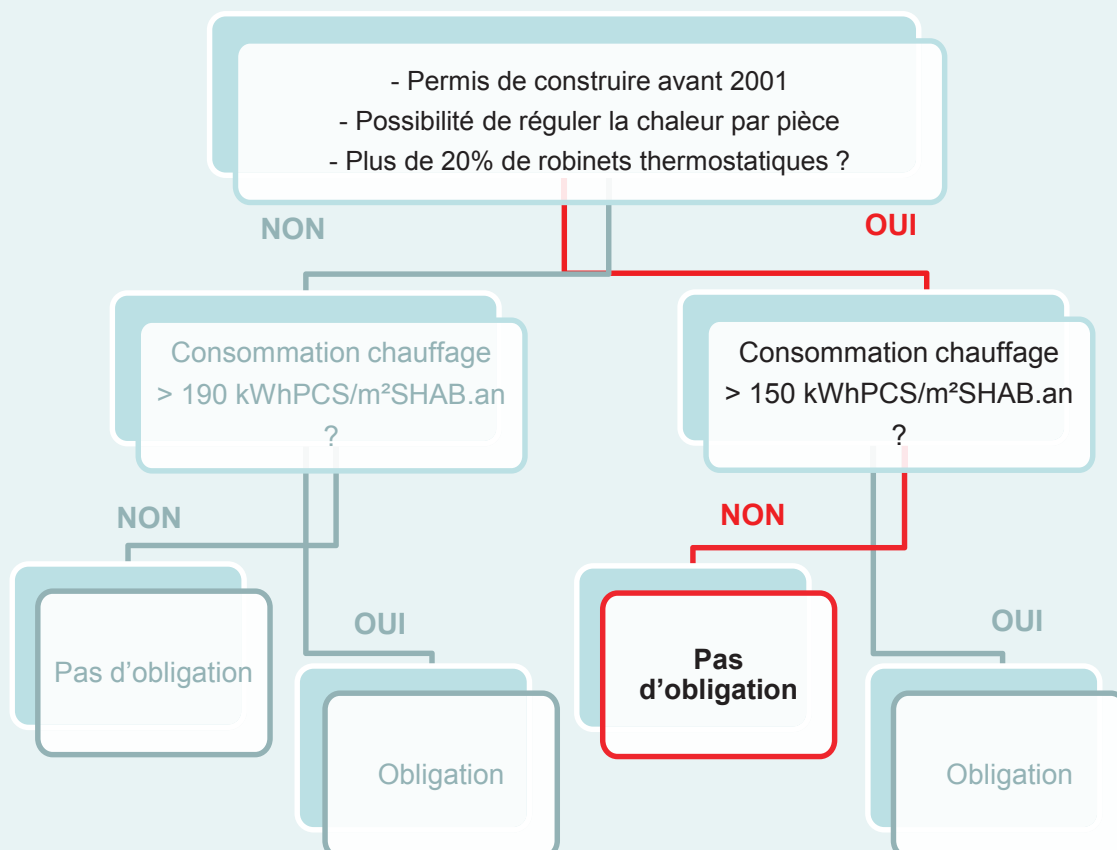 - Permis de construire avant 2001
- Possibilité de réguler la chaleur par pièce
- Plus de 20% de robinets thermostatiques ?
NON
OUI
Consommation chauffage
> 190 kWhPCS/m²SHAB.an
?
Consommation chauffage
> 150 kWhPCS/m²SHAB.an
?
NON
OUI
Pas d’obligation
Obligation
NON
OUI
Pas
d’obligation
Obligation